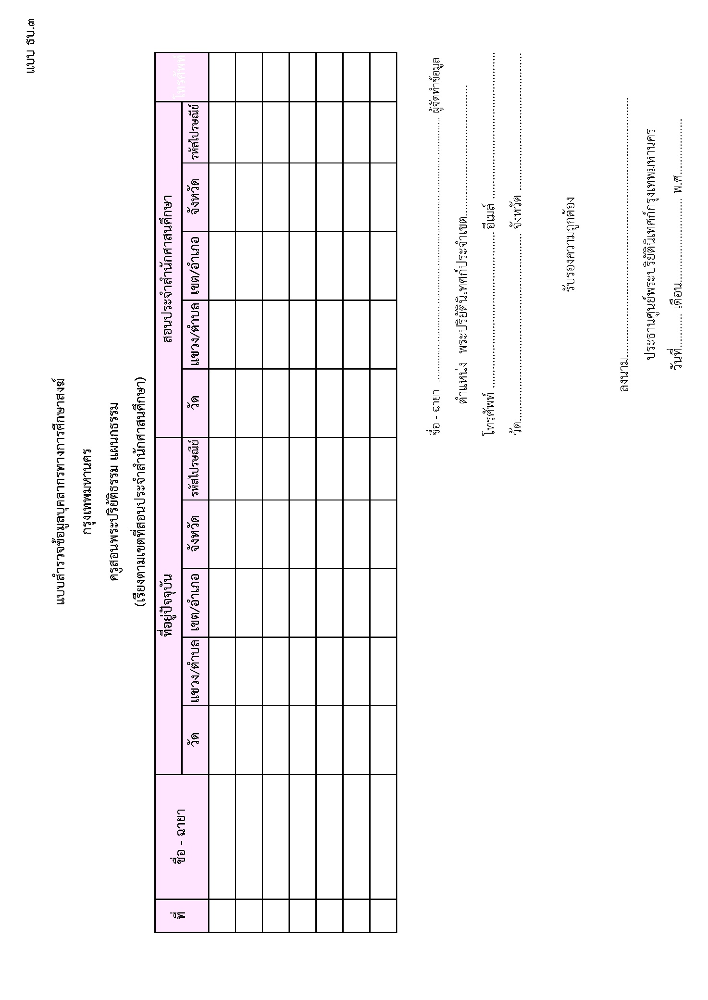 แบบ ธบ.๓
แบบสำรวจข้อมูลบุคลากรทางการศึกษาสงฆ์
กรุงเทพมหานคร
ครูสอนพระปริยัติธรรม แผนกธรรม
(เรียงตามเขตที่สอนประจำสำนักศาสนศึกษา)
ที่ ชื่อ - ฉายา ที่อยู่ปัจจุบัน สอนประจำสำนักศาสนศึกษา โทรศัพท์
วัด แขวง/ตำบล เขต/อำเภอ จังหวัด รหัสไปรษณีย์ วัด แขวง/ตำบล เขต/อำเภอ จังหวัด รหัสไปรษณีย์
ชื่อ - ฉายา ........................................ ผู้จัดทำข้อมูล
ตำแหน่ง พระปริยัตินิเทศก์ประจำเขต........................................
โทรศัพท์ ........................................ อีเมล์ ........................................
วัด........................................ จังหวัด ........................................
รับรองความถูกต้อง
ลงนาม........................................
ประธานศูนย์พระปริยัตินิเทศก์กรุงเทพมหานคร
วันที่............ เดือน........................... พ.ศ..................